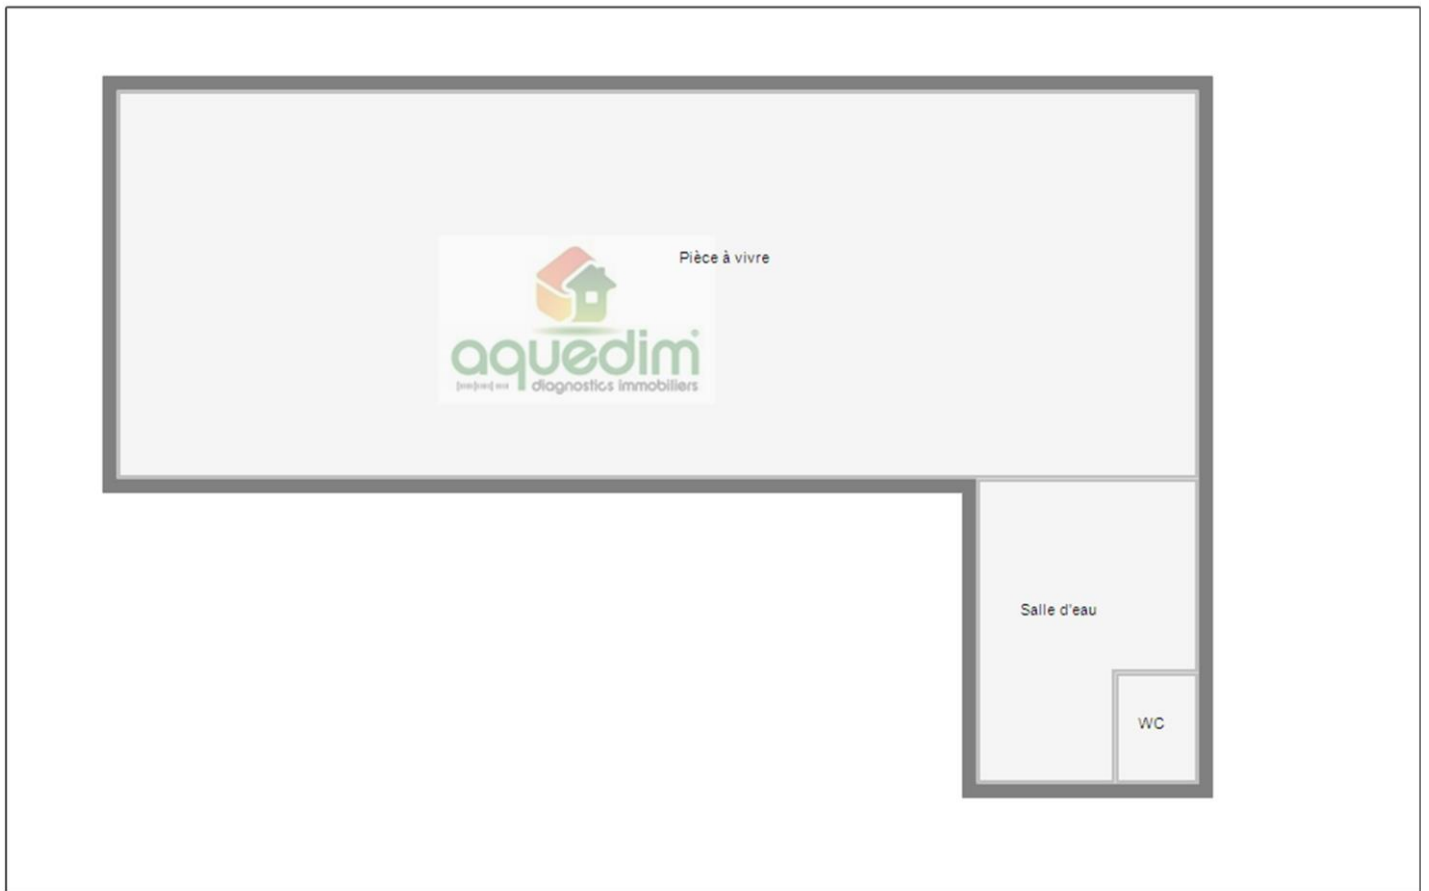 Pièce à vivre
aquedim
diagnostics immobiliers
Salle d'eau
WC